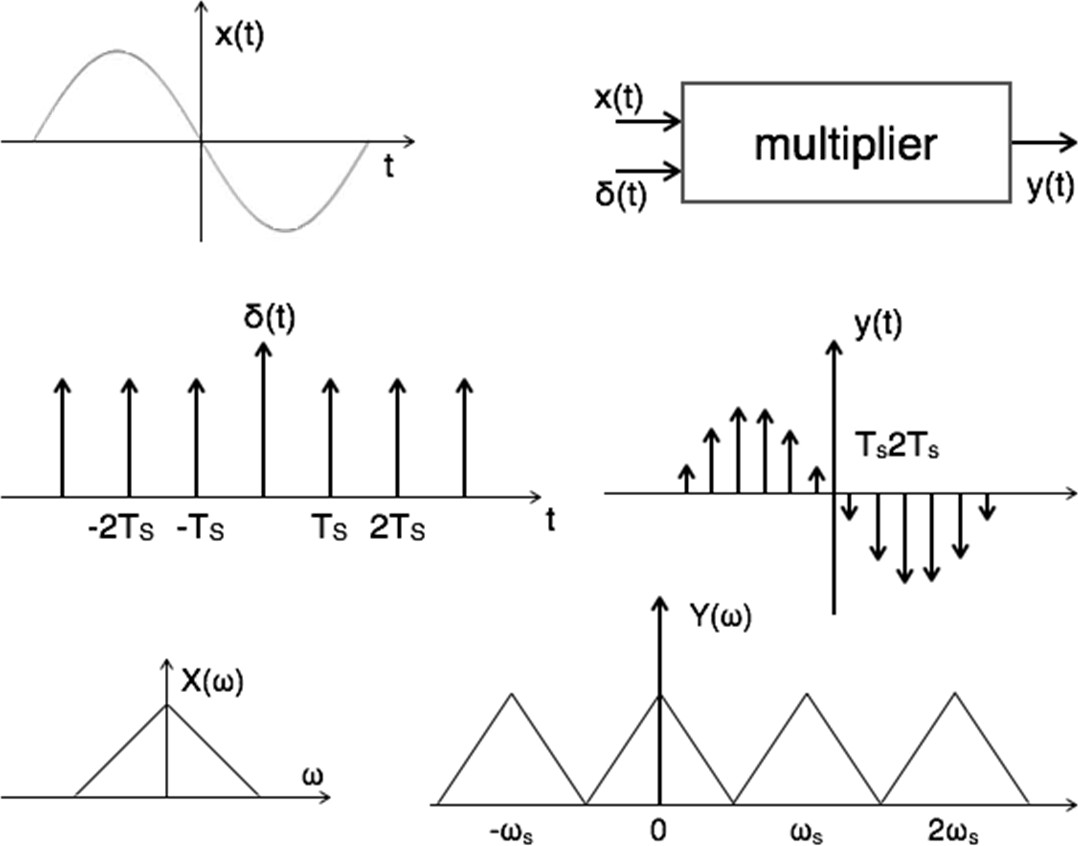 x(t)
t
x(t)
δ(t)
multiplier
y(t)
δ(t)
-2TS -TS TS 2TS t
y(t)
Ts2Ts
X(ω)
ω
Y(ω)
-ωs 0 ωs 2ωs